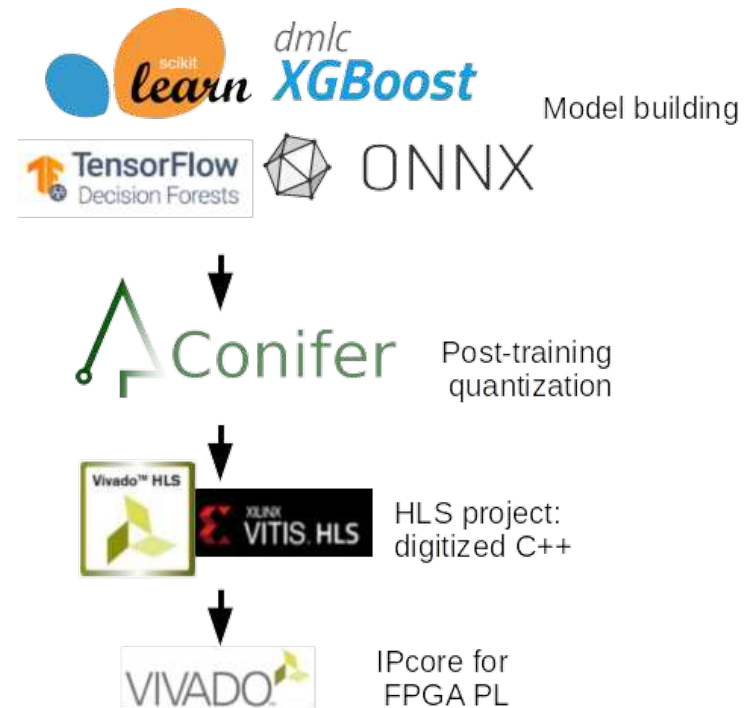 scikit
learn
dmlc
XGBoost
Model building
TensorFlow
Decision Forests
ONNX
Conifer
Post-training
quantization
Vivado™ HLS
XILINX
VITIS. HLS
HLS project:
digitized C++
VIVADO
IPcore for
FPGA PL